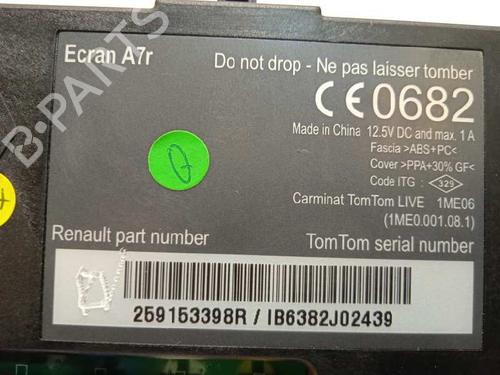 Ecran A7r
Do not drop - Ne pas laisser tomber
CE0682
Made in China 12.5V DC and max. 1 A
Fascia >ABS+PC<
Cover >PPA+30% GF<
Code ITG : 329
Carminat TomTom LIVE 1ME06
(1ME0.001.08.1)
Renault part number
TomTom serial number
259153398R / IB6382J02439